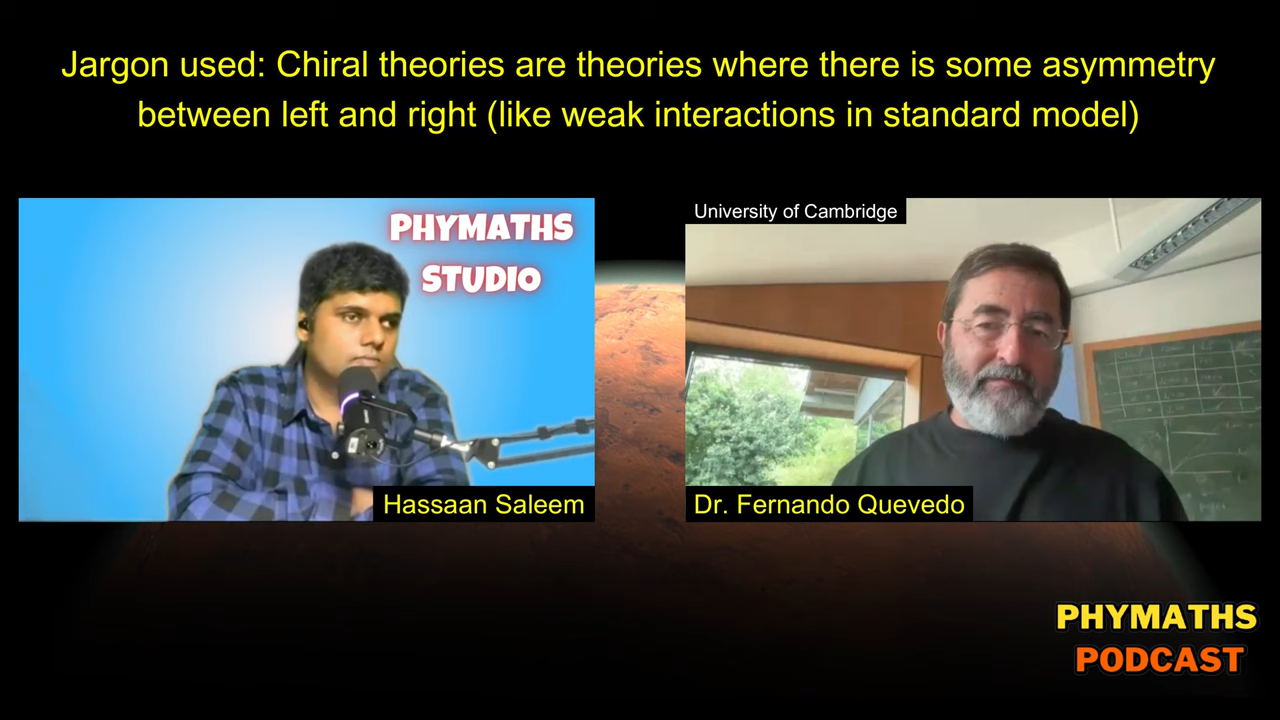 Jargon used: Chiral theories are theories where there is some asymmetry
between left and right (like weak interactions in standard model)
PHYMATHS
STUDIO
University of Cambridge
Hassaan Saleem
Dr. Fernando Quevedo
PHYMATHS
PODCAST